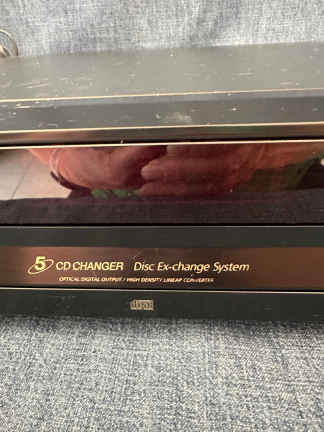 5 CD CHANGER Disc Ex-change System
OPTICAL DIGITAL OUTPUT / HIGH DENSITY LINEAR CONVERTER